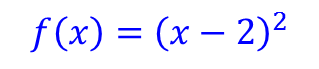 f(x) = (x − 2)²